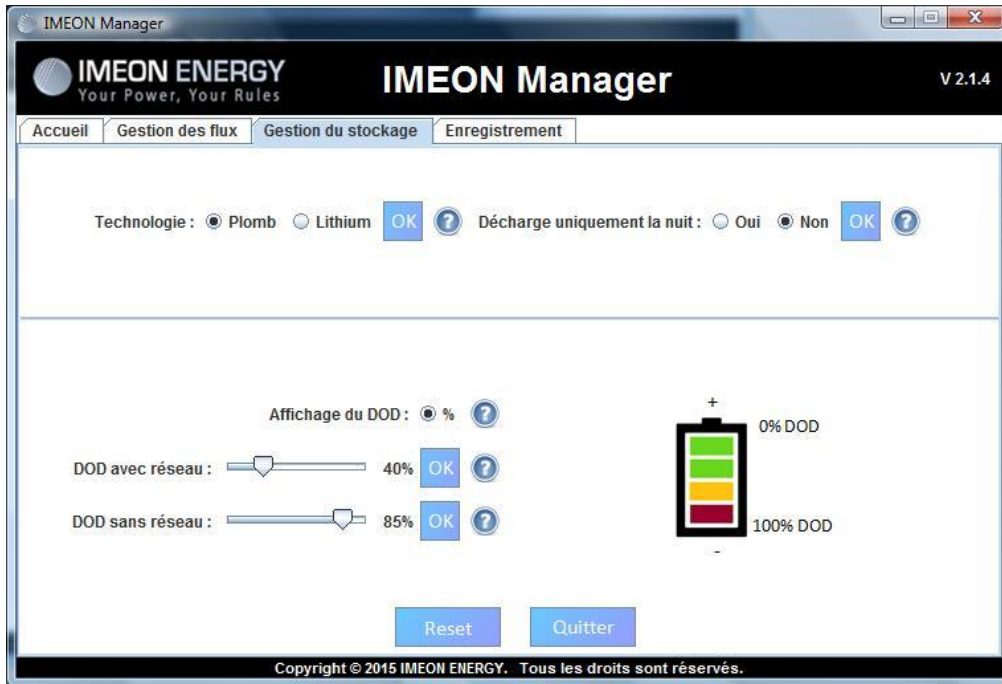 IMEON Manager
IMEON ENERGY
Your Power, Your Rules
IMEON Manager
V 2.1.4
Accueil Gestion des flux Gestion du stockage Enregistrement
Technologie : Plomb Lithium OK ? Décharge uniquement la nuit : Oui Non OK ?
Affichage du DOD : % ?
DOD avec réseau : 40% OK ?
DOD sans réseau : 85% OK ?
+
0% DOD
100% DOD
-
Reset Quitter
Copyright © 2015 IMEON ENERGY. Tous les droits sont réservés.